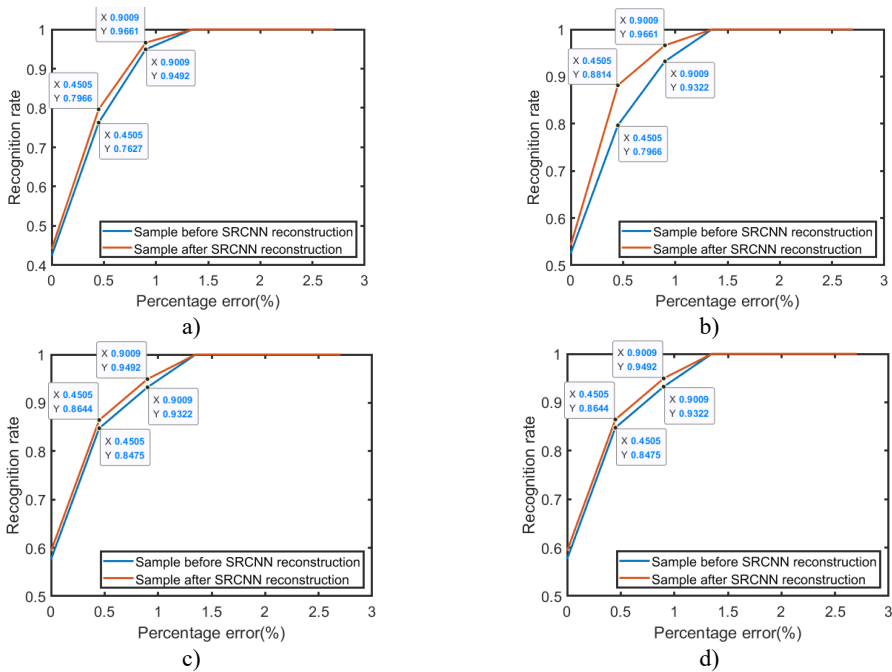 X 0.9009
Y 0.9661
X 0.9009
Y 0.9492
X 0.4505
Y 0.7966
X 0.4505
Y 0.7627
1
0.9
0.8
0.7
0.6
0.5
0.4
Recognition rate
Sample before SRCNN reconstruction
Sample after SRCNN reconstruction
0 0.5 1 1.5 2 2.5 3
Percentage error(%)
a)
X 0.9009
Y 0.9661
X 0.4505
Y 0.8814
X 0.9009
Y 0.9322
X 0.4505
Y 0.7966
1
0.9
0.8
0.7
0.6
0.5
Recognition rate
Sample before SRCNN reconstruction
Sample after SRCNN reconstruction
0 0.5 1 1.5 2 2.5 3
Percentage error(%)
b)
X 0.9009
Y 0.9492
X 0.4505
Y 0.8644
X 0.9009
Y 0.9322
X 0.4505
Y 0.8475
1
0.9
0.8
0.7
0.6
0.5
Recognition rate
Sample before SRCNN reconstruction
Sample after SRCNN reconstruction
0 0.5 1 1.5 2 2.5 3
Percentage error(%)
c)
X 0.9009
Y 0.9492
X 0.4505
Y 0.8644
X 0.9009
Y 0.9322
X 0.4505
Y 0.8475
1
0.9
0.8
0.7
0.6
0.5
Recognition rate
Sample before SRCNN reconstruction
Sample after SRCNN reconstruction
0 0.5 1 1.5 2 2.5 3
Percentage error(%)
d)